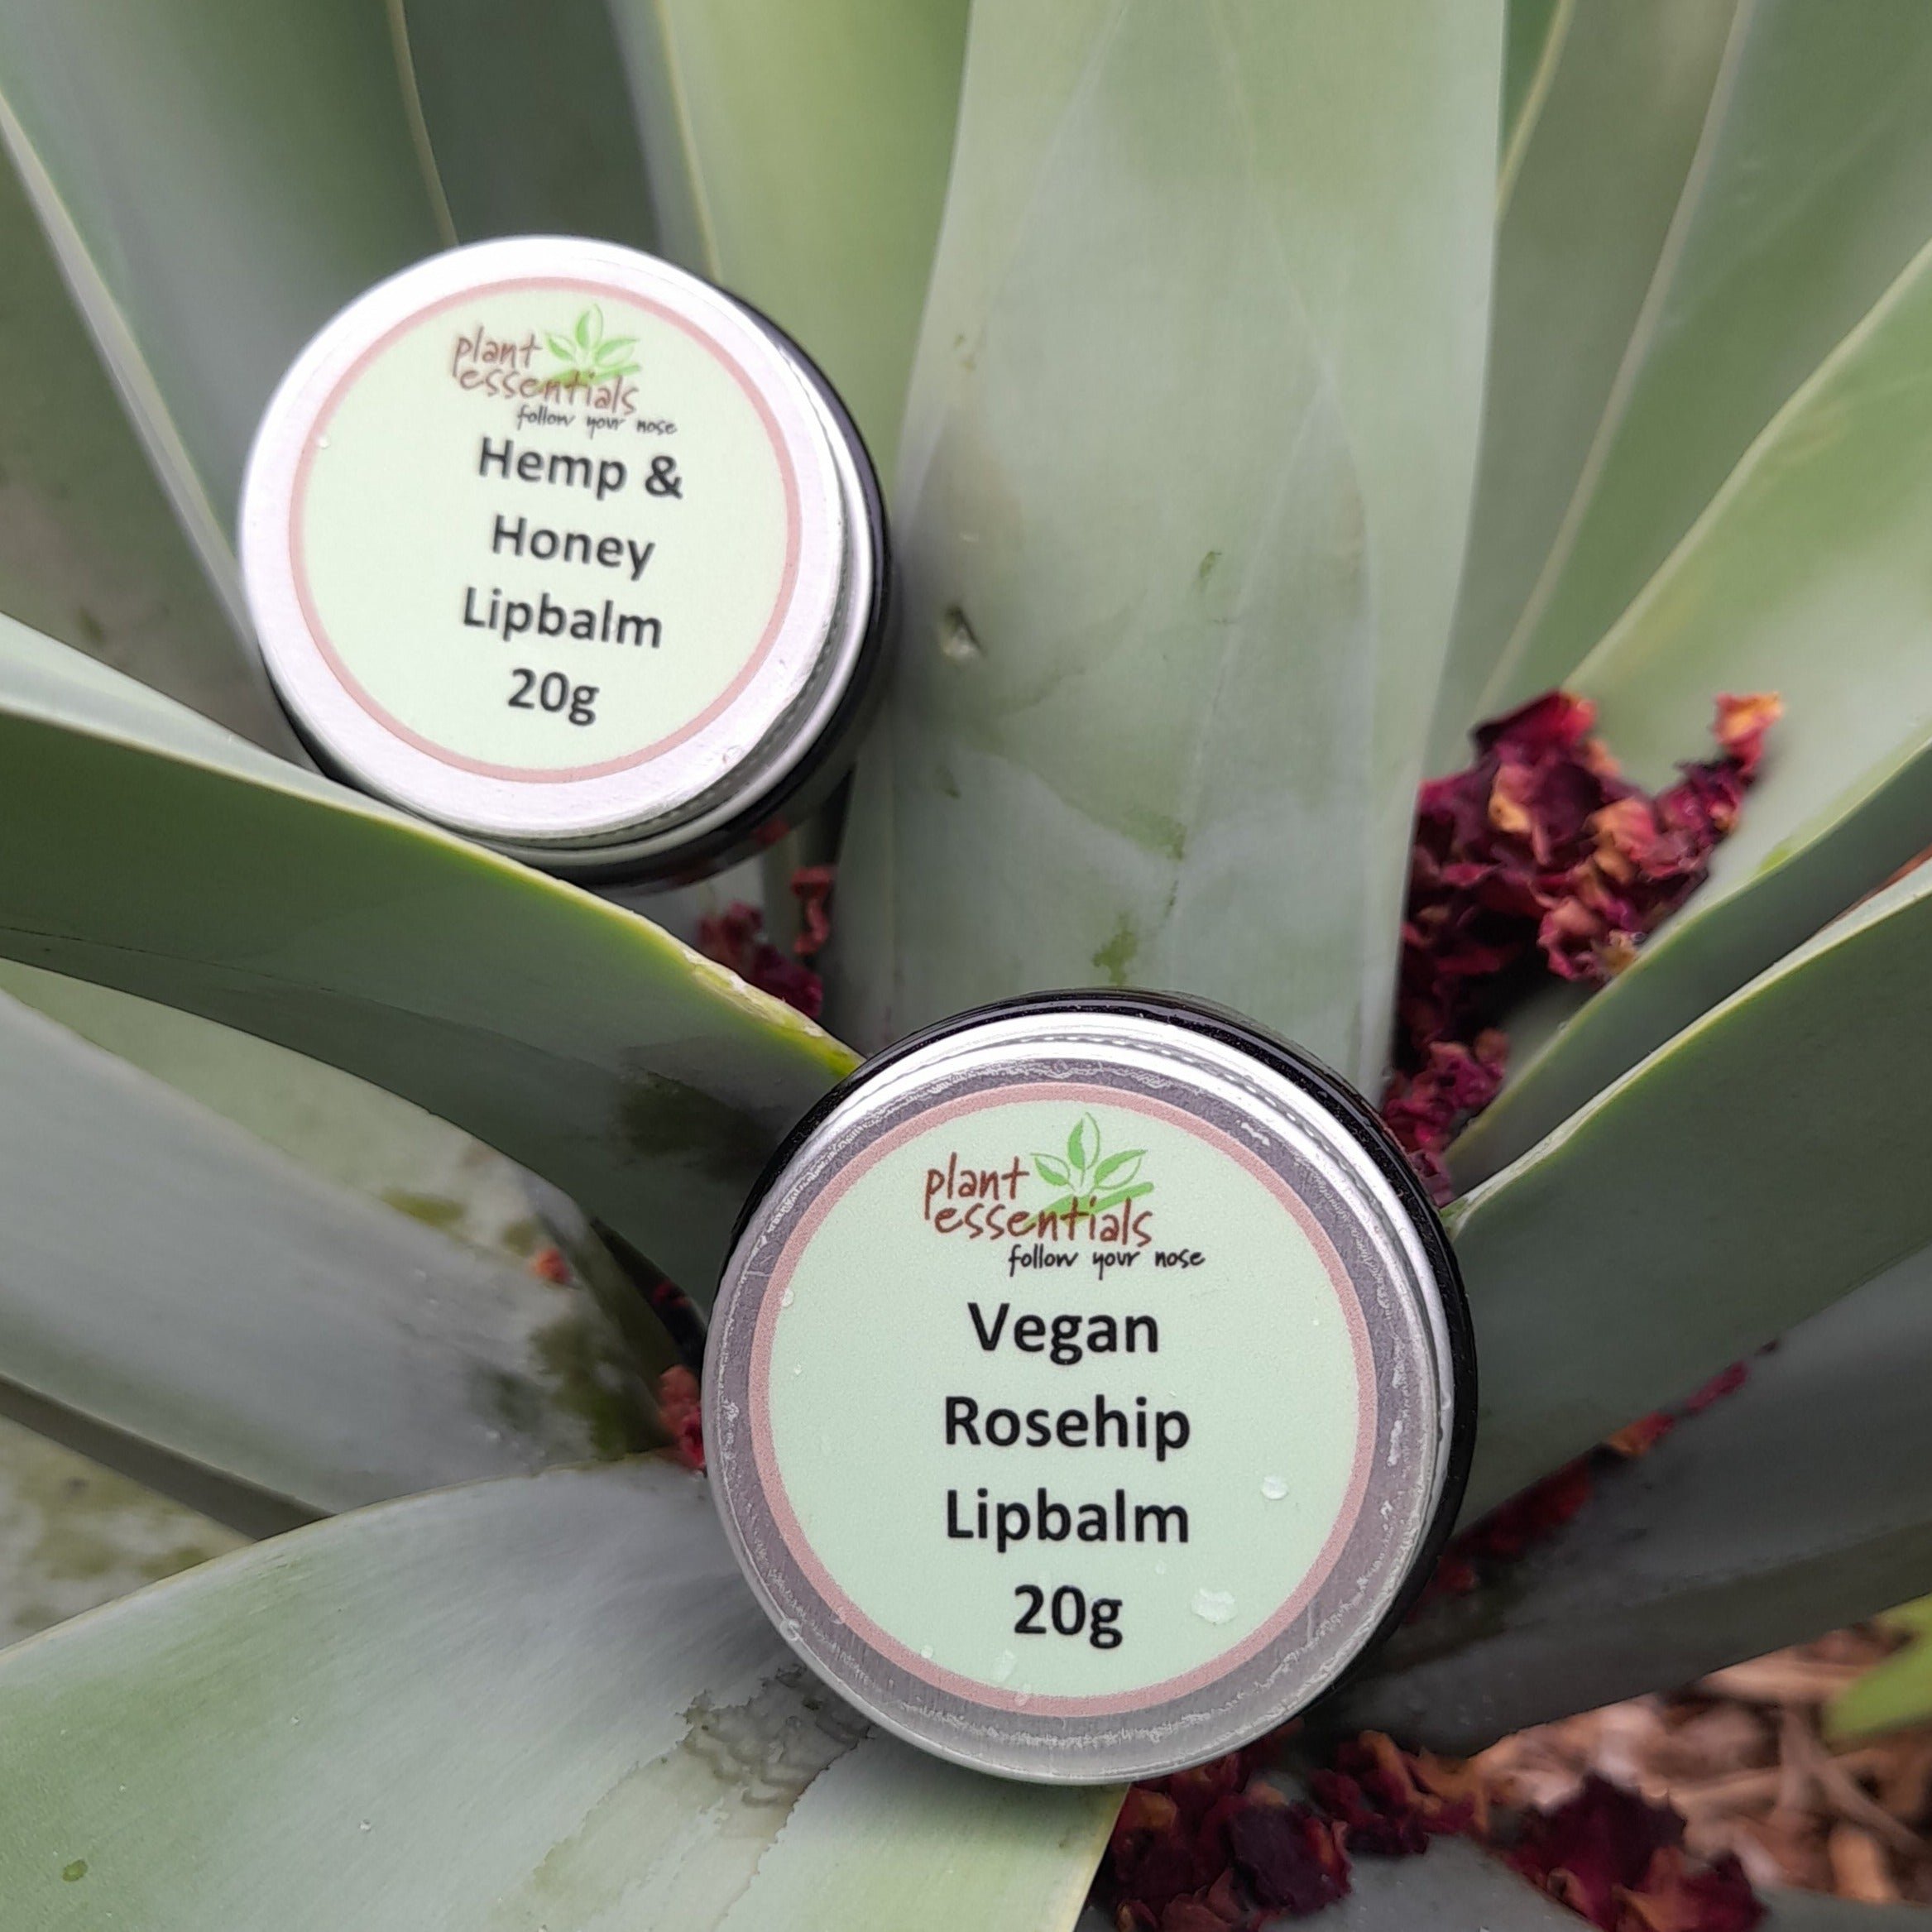 plant
essentials
follow your nose
Hemp &
Honey
Lipbalm
20g
plant
essentials
follow your nose
Vegan
Rosehip
Lipbalm
20g